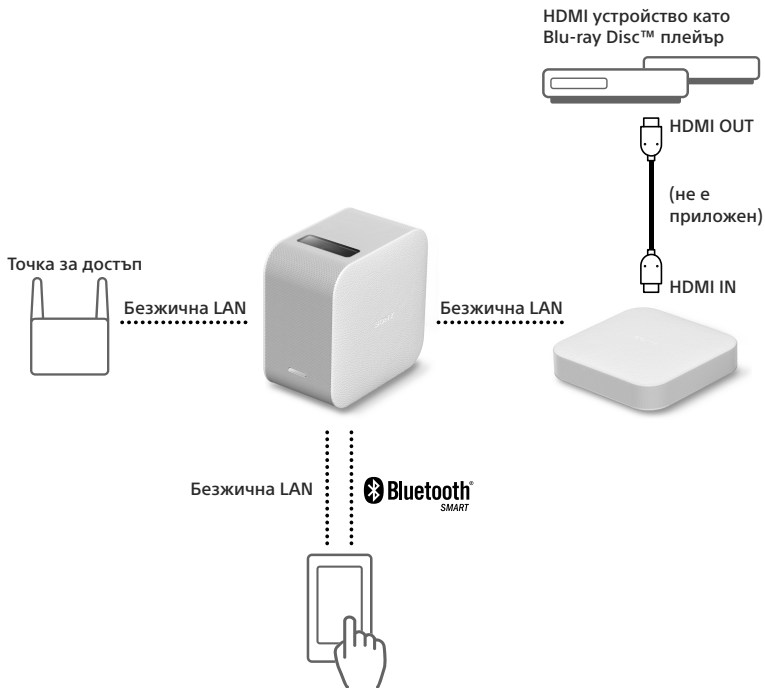 HDMI устройство като
Blu-ray Disc™ плейър
HDMI OUT
(не е
приложен)
HDMI IN
Точка за достъп
Безжична LAN
Безжична LAN
Безжична LAN
Bluetooth®
SMART